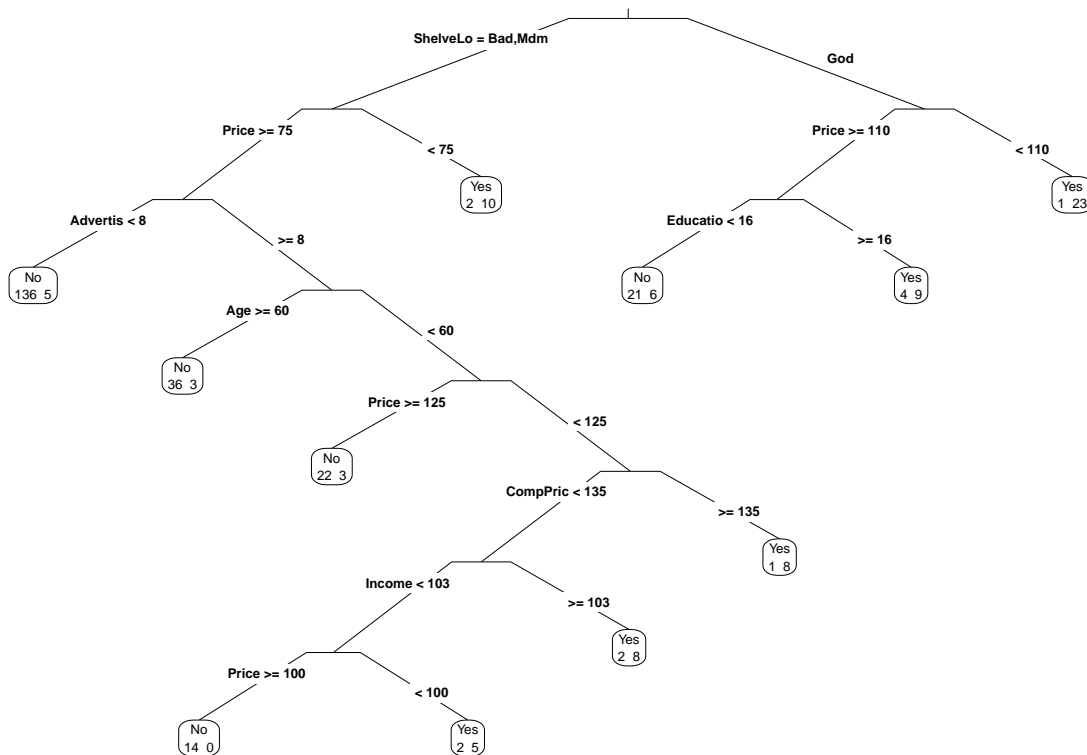 ShelveLo = Bad,Mdm
God
Price >= 75
< 75
Price >= 110
< 110
Yes
2 10
Yes
1 23
Advertis < 8
>= 8
Educatio < 16
>= 16
No
136 5
No
21 6
Yes
4 9
Age >= 60
< 60
No
36 3
Price >= 125
< 125
No
22 3
CompPric < 135
>= 135
Yes
1 8
Income < 103
>= 103
Yes
2 8
Price >= 100
< 100
No
14 0
Yes
2 5